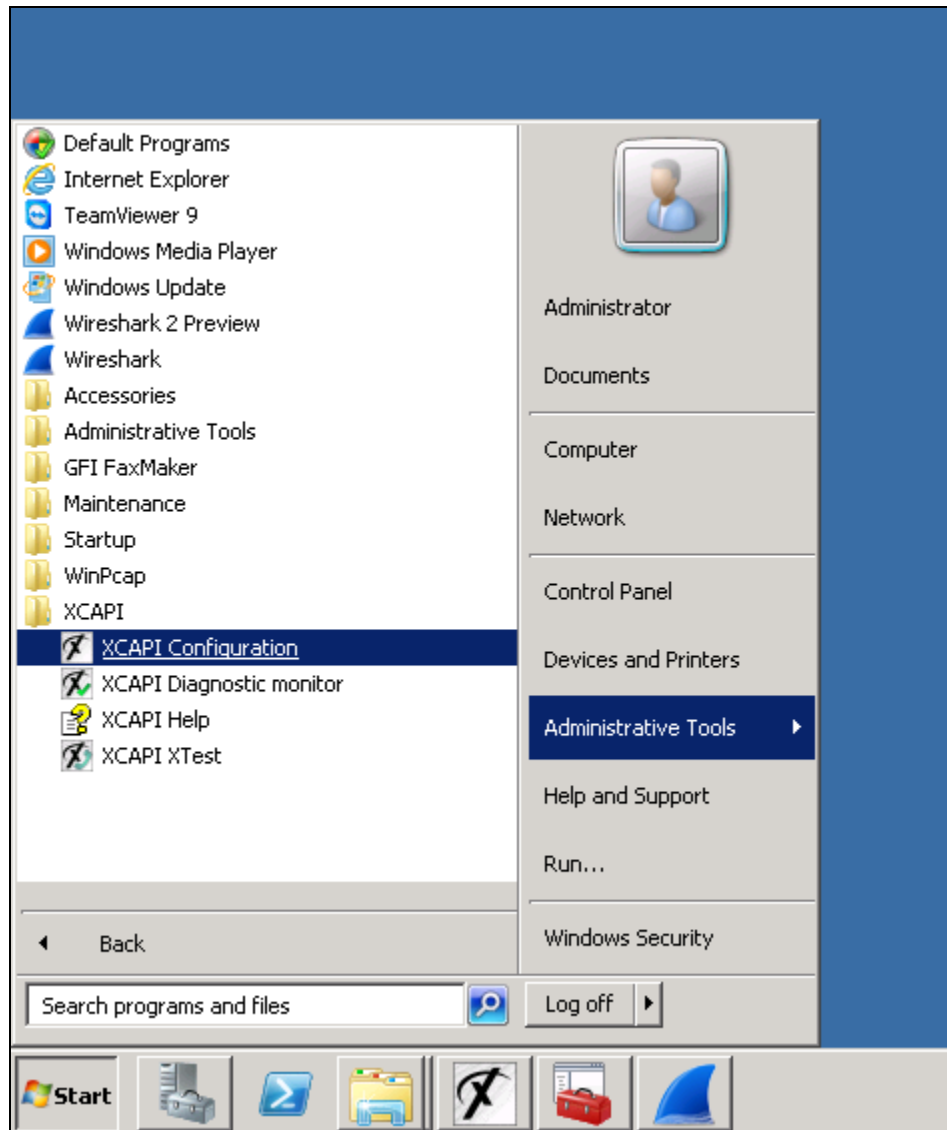 Default Programs
Internet Explorer
TeamViewer 9
Windows Media Player
Windows Update
Wireshark 2 Preview
Wireshark
Accessories
Administrative Tools
GFI FaxMaker
Maintenance
Startup
WinPcap
XCAPI
XCAPI Configuration
XCAPI Diagnostic monitor
XCAPI Help
XCAPI XTest
Back
Search programs and files
Administrator
Documents
Computer
Network
Control Panel
Devices and Printers
Administrative Tools
Help and Support
Run...
Windows Security
Log off
Start